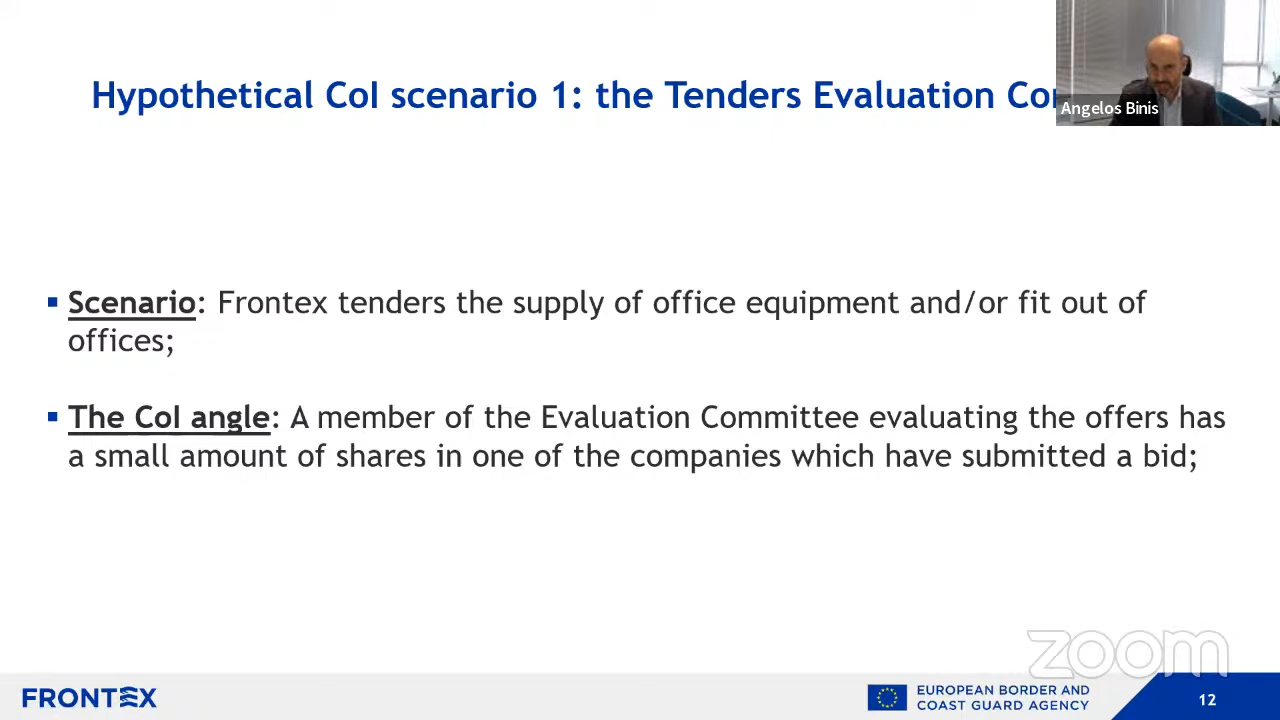 Hypothetical CoI scenario 1: the Tenders Evaluation
Angelos Binis
▪ Scenario: Frontex tenders the supply of office equipment and/or fit out of
offices;
▪ The CoI angle: A member of the Evaluation Committee evaluating the offers has
a small amount of shares in one of the companies which have submitted a bid;
zoom
FRONTEX
EUROPEAN BORDER AND
COAST GUARD AGENCY
12